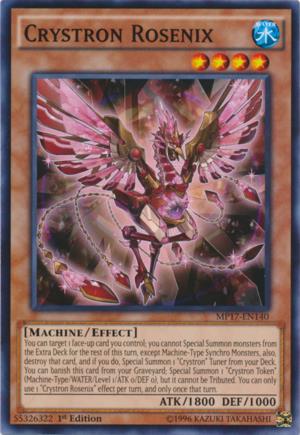 CRYSTRON ROSENIX
WATER
水
MP17-EN140
[MACHINE/EFFECT]
You can target 1 face-up card you control; you cannot Special Summon monsters from
the Extra Deck for the rest of this turn, except Machine-Type Synchro Monsters, also,
destroy that card, and if you do, Special Summon 1 "Crystron" Tuner from your Deck.
You can banish this card from your Graveyard; Special Summon 1 "Crystron Token"
(Machine-Type/WATER/Level 1/ATK 0/DEF 0), but it cannot be Tributed. You can only
use 1 "Crystron Rosenix" effect per turn, and only once that turn.
ATK/1800 DEF/1000
55326322 1st Edition ©1996 KAZUKI TAKAHASHI